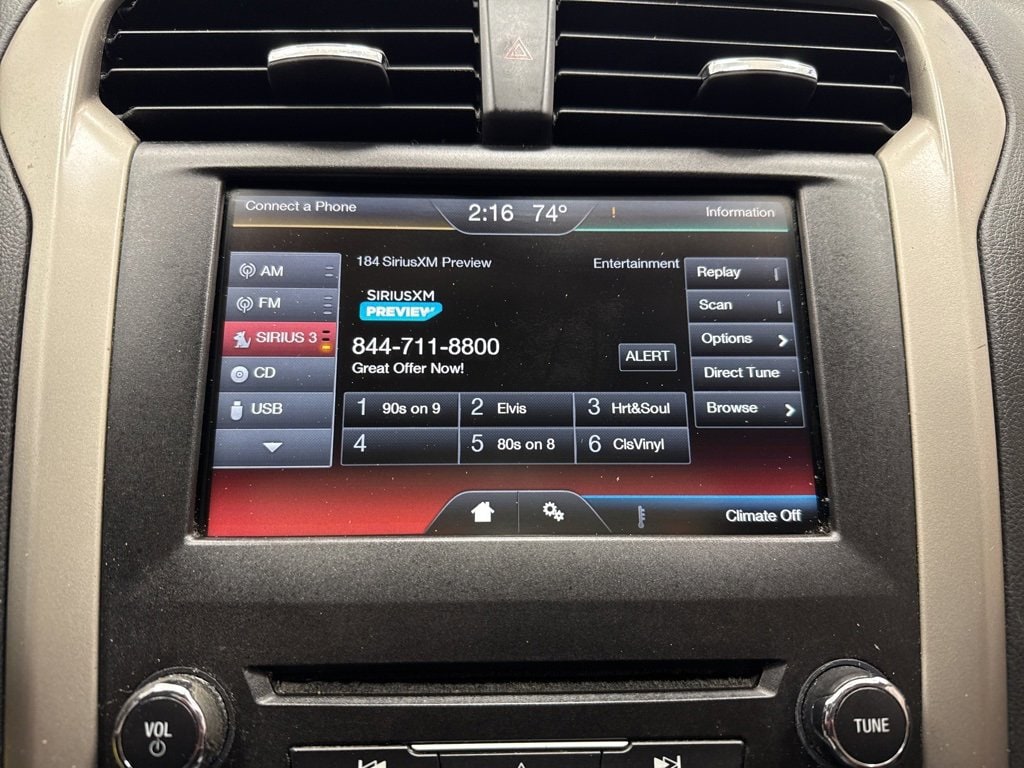 Connect a Phone
2:16 74°
!
Information
AM
FM
SIRIUS 3
CD
USB
184 SiriusXM Preview
Entertainment
SIRIUSXM
PREVIEW
844-711-8800
Great Offer Now!
ALERT
1 90s on 9
2 Elvis
3 Hrt&Soul
4
5 80s on 8
6 ClsVinyl
Replay
Scan
Options
Direct Tune
Browse
Climate Off
VOL
TUNE